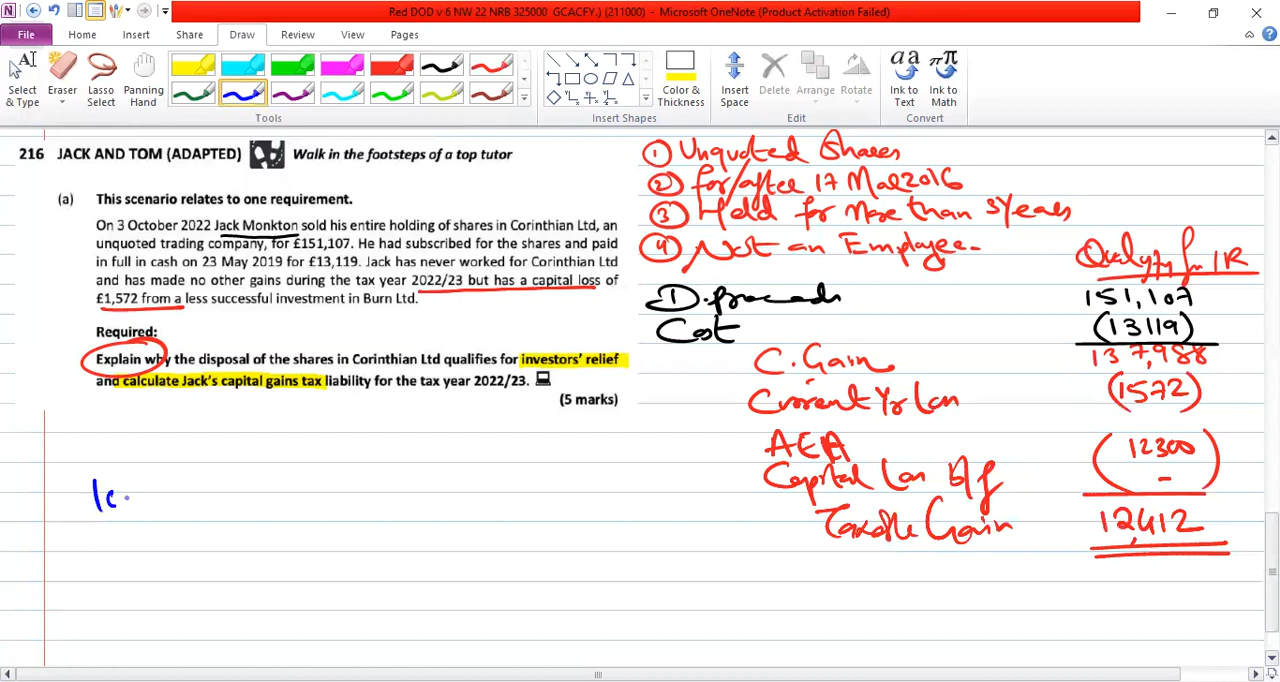 Red DOD v 6 NW 22 NRB 325000 GCACFY.) (211000) - Microsoft OneNote (Product Activation Failed)
File Home Insert Share Draw Review View Pages
Select & Type
Eraser
Lasso Select
Panning Hand
Color & Thickness
Insert Space
Delete
Arrange
Rotate
Ink to Text
Ink to Math
Tools
Insert Shapes
Edit
Convert
216 JACK AND TOM (ADAPTED) Walk in the footsteps of a top tutor
(a) This scenario relates to one requirement.
On 3 October 2022 Jack Monkton sold his entire holding of shares in Corinthian Ltd, an
unquoted trading company, for £151,107. He had subscribed for the shares and paid
in full in cash on 23 May 2019 for £13,119. Jack has never worked for Corinthian Ltd
and has made no other gains during the tax year 2022/23 but has a capital loss of
£1,572 from a less successful investment in Burn Ltd.
Required:
Explain why the disposal of the shares in Corinthian Ltd qualifies for investors' relief
and calculate Jack's capital gains tax liability for the tax year 2022/23.
(5 marks)
① Unquoted Shares
② for/after 17 Mar 2016
③ Held for More than 3 Years
④ Not an Employee
Qualify for IR
D. proceeds 151,107
Cost (13119)
C. Gain 137,988
Current Yr Loss (1572)
AEA (12300
Capital Loss b/f -)
Taxable Gain 12,412